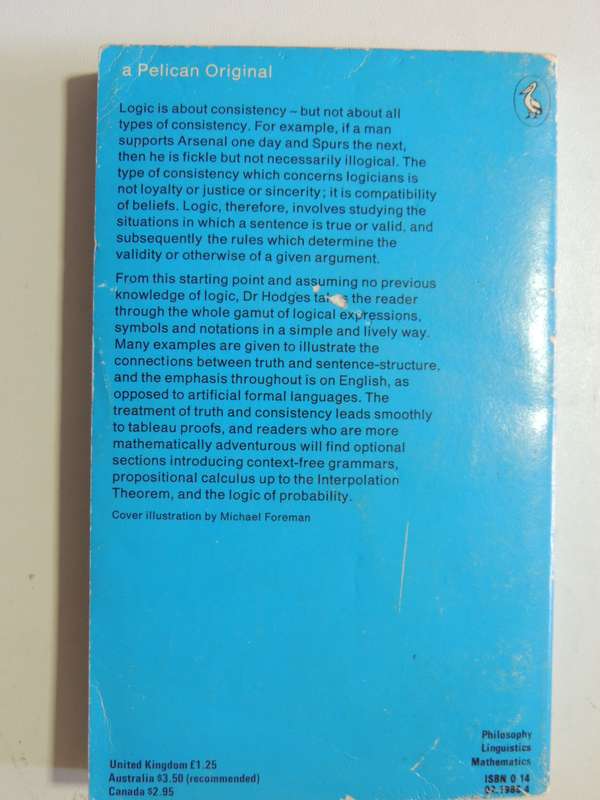 a Pelican Original
Logic is about consistency – but not about all
types of consistency. For example, if a man
supports Arsenal one day and Spurs the next,
then he is fickle but not necessarily illogical. The
type of consistency which concerns logicians is
not loyalty or justice or sincerity; it is compatibility
of beliefs. Logic, therefore, involves studying the
situations in which a sentence is true or valid, and
subsequently the rules which determine the
validity or otherwise of a given argument.
From this starting point and assuming no previous
knowledge of logic, Dr Hodges the reader
through the whole gamut of logical expressions,
symbols and notations in a simple and lively way.
Many examples are given to illustrate the
connections between truth and sentence-structure,
and the emphasis throughout is on English, as
opposed to artificial formal languages. The
treatment of truth and consistency leads smoothly
to tableau proofs, and readers who are more
mathematically adventurous will find optional
sections introducing context-free grammars,
propositional calculus up to the Interpolation
Theorem, and the logic of probability.
Cover illustration by Michael Foreman
United Kingdom £1.25
Australia $3.50 (recommended)
Canada $2.95
Philosophy
Linguistics
Mathematics
ISBN 0 14